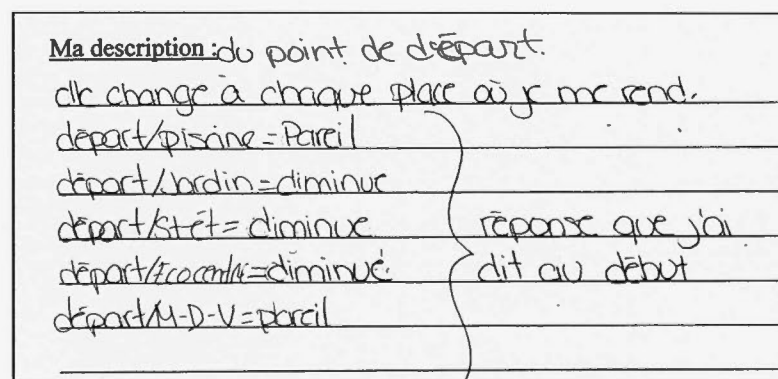 Ma description : du point de départ.
elle change à chaque place où je me rend.
départ/piscine = Pareil
départ/Jardin = diminue
départ/St-ét = diminue réponse que j'ai
départ/Écocentre = diminué dit au début
départ/M-D-V = pareil